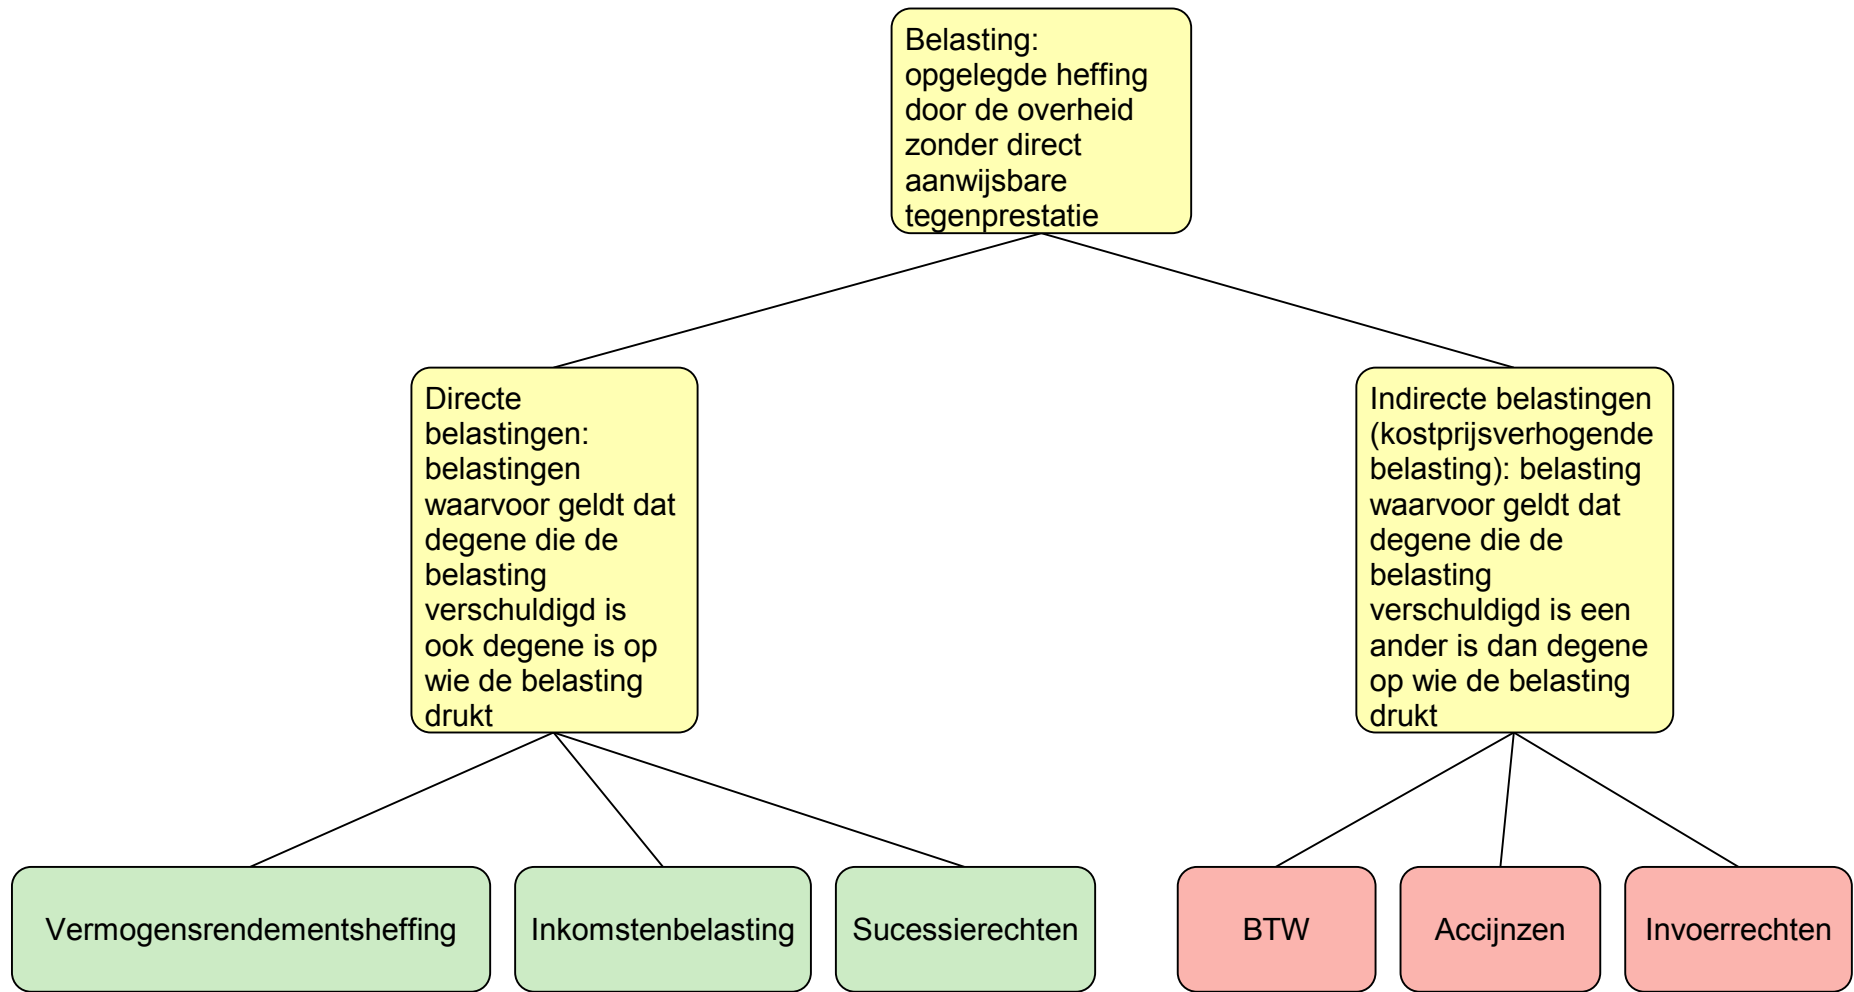 Belasting:
opgelegde heffing
door de overheid
zonder direct
aanwijsbare
tegenprestatie
Directe
belastingen:
belastingen
waarvoor geldt dat
degene die de
belasting
verschuldigd is
ook degene is op
wie de belasting
drukt
Indirecte belastingen
(kostprijsverhogende
belasting): belasting
waarvoor geldt dat
degene die de
belasting
verschuldigd is een
ander is dan degene
op wie de belasting
drukt
Vermogensrendementsheffing
Inkomstenbelasting
Sucessierechten
BTW
Accijnzen
Invoerrechten